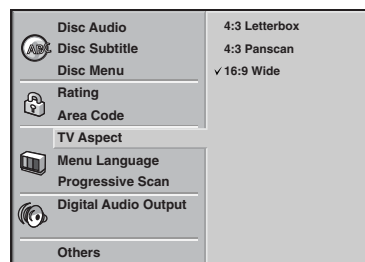 Disc Audio
Disc Subtitle
Disc Menu
Rating
Area Code
TV Aspect
Menu Language
Progressive Scan
Digital Audio Output
Others
4:3 Letterbox
4:3 Panscan
✓ 16:9 Wide